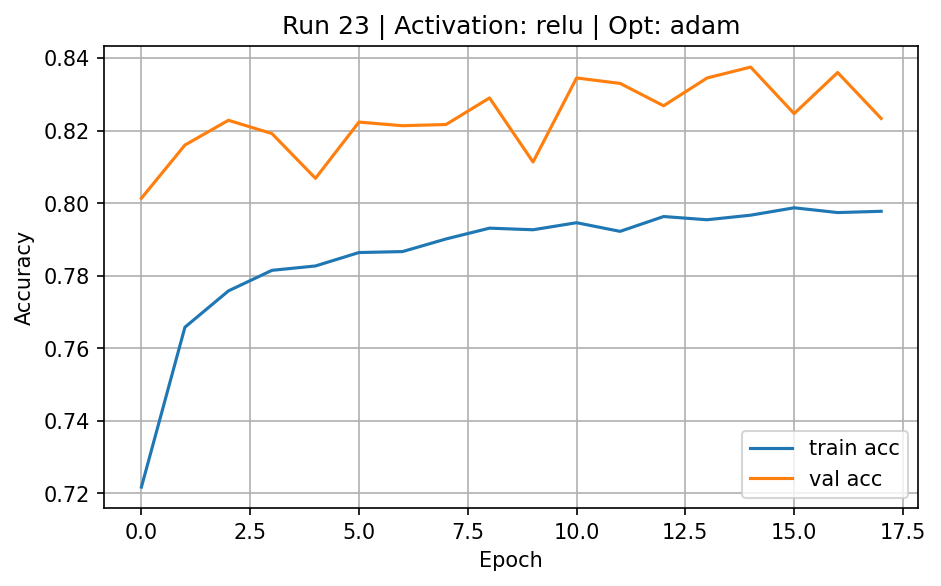 Run 23 | Activation: relu | Opt: adam
0.84
0.82
0.80
0.78
0.76
0.74
0.72
Accuracy
train acc
val acc
0.0 2.5 5.0 7.5 10.0 12.5 15.0 17.5
Epoch